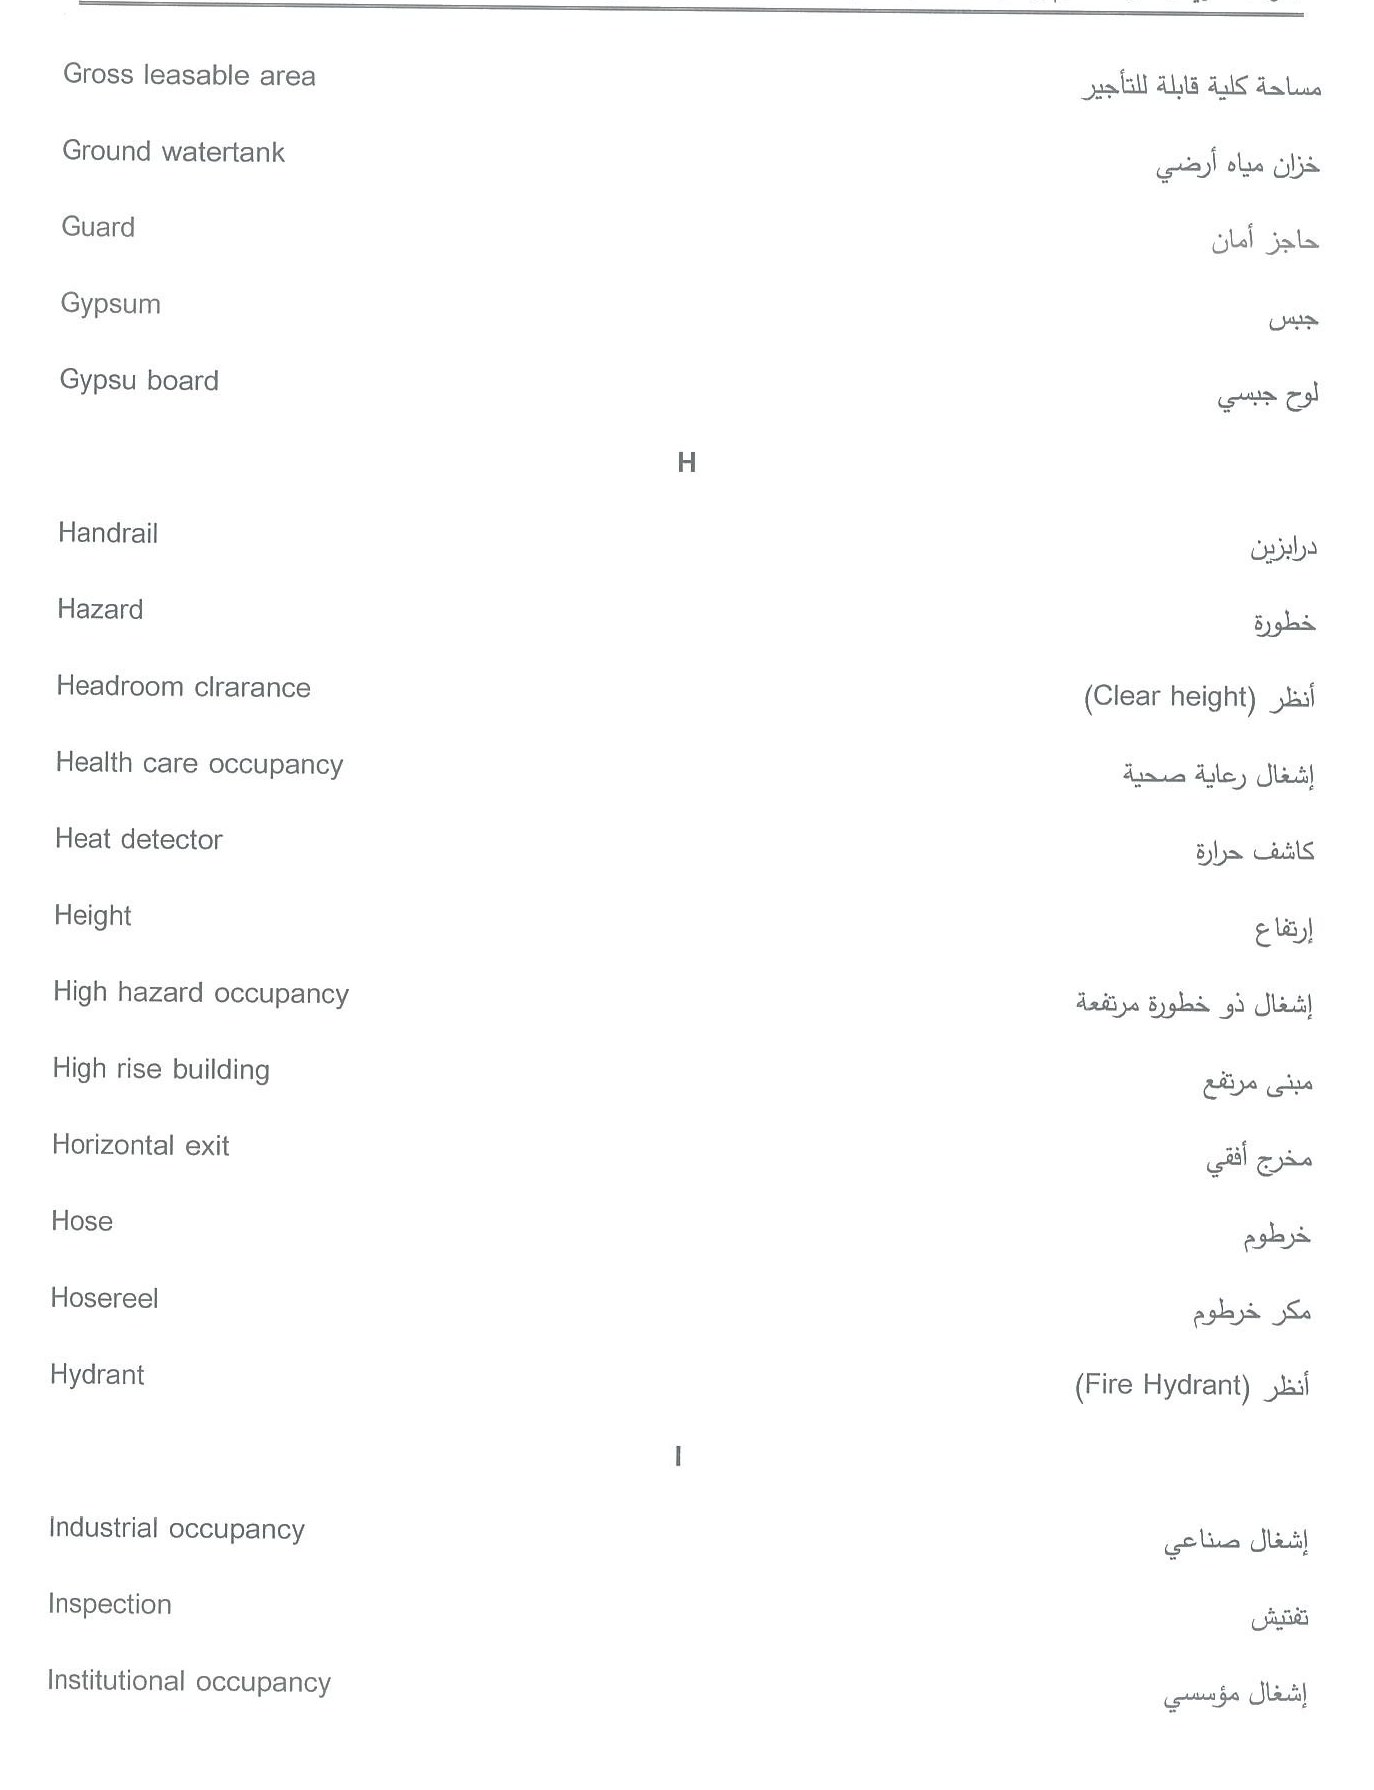 Gross leasable area مساحة كلية قابلة للتأجير
Ground watertank خزان مياه أرضي
Guard حاجز أمان
Gypsum جبس
Gypsu board لوح جبسي
H
Handrail درابزين
Hazard خطورة
Headroom clrarance أنظر (Clear height)
Health care occupancy إشغال رعاية صحية
Heat detector كاشف حرارة
Height إرتفاع
High hazard occupancy إشغال ذو خطورة مرتفعة
High rise building مبنى مرتفع
Horizontal exit مخرج أفقي
Hose خرطوم
Hosereel مكر خرطوم
Hydrant أنظر (Fire Hydrant)
I
Industrial occupancy إشغال صناعي
Inspection تفتيش
Institutional occupancy إشغال مؤسسي